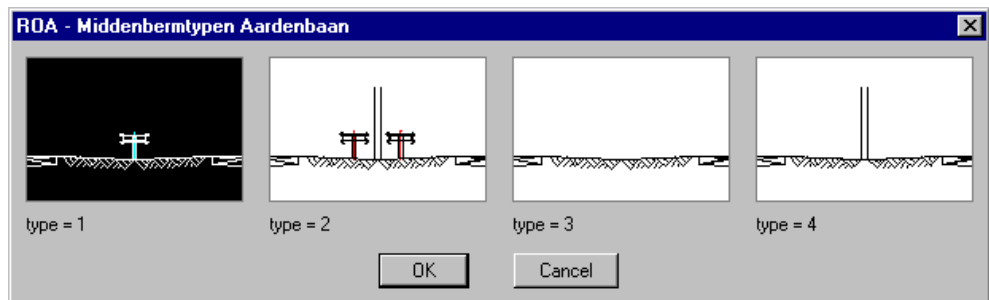 ROA - Middenbermtypen Aardenbaan
type = 1
type = 2
type = 3
type = 4
OK
Cancel